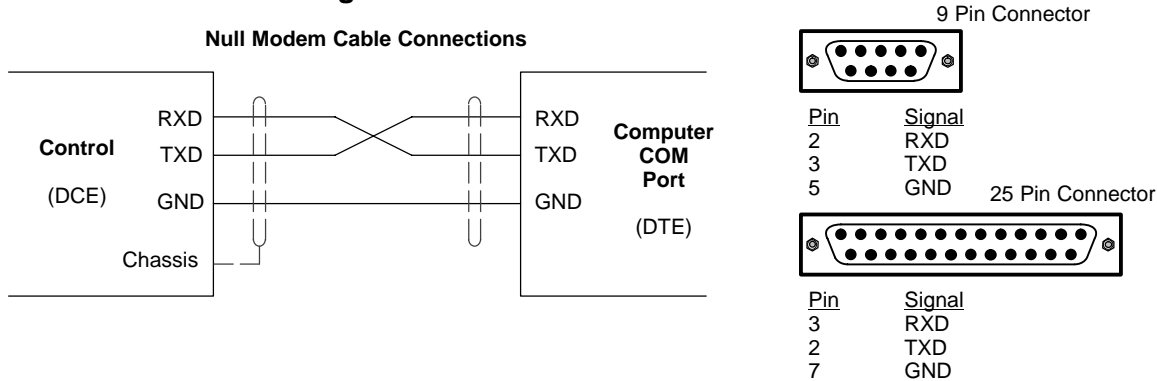 Null Modem Cable Connections
Control
(DCE)
RXD
TXD
GND
Chassis
RXD
TXD
GND
Computer
COM
Port
(DTE)
9 Pin Connector
Pin Signal
2 RXD
3 TXD
5 GND
25 Pin Connector
Pin Signal
3 RXD
2 TXD
7 GND